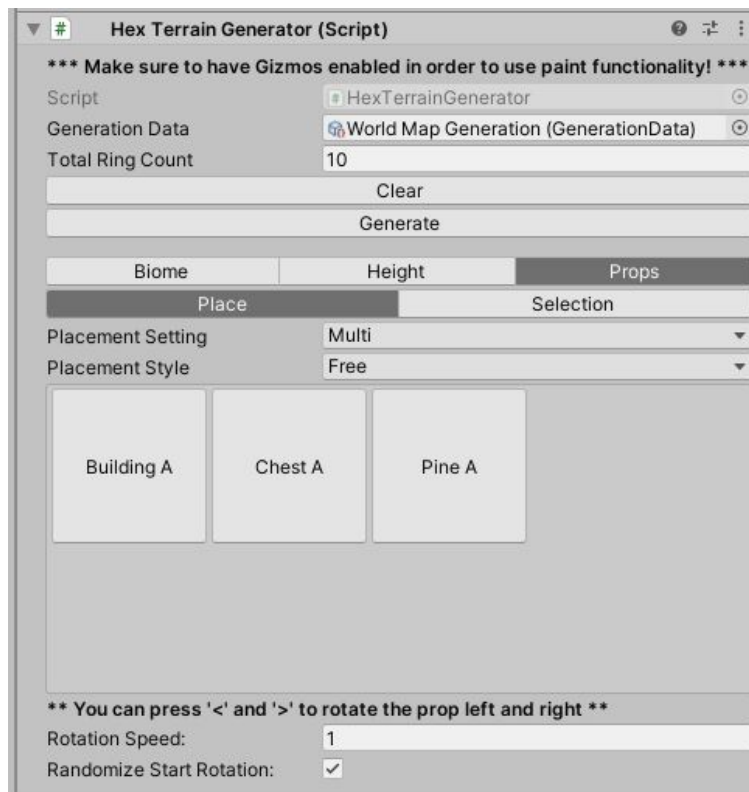 Hex Terrain Generator (Script)
*** Make sure to have Gizmos enabled in order to use paint functionality! ***
Script # HexTerrainGenerator
Generation Data World Map Generation (GenerationData)
Total Ring Count 10
Clear
Generate
Biome Height Props
Place Selection
Placement Setting Multi
Placement Style Free
Building A Chest A Pine A
** You can press '<' and '>' to rotate the prop left and right **
Rotation Speed: 1
Randomize Start Rotation: